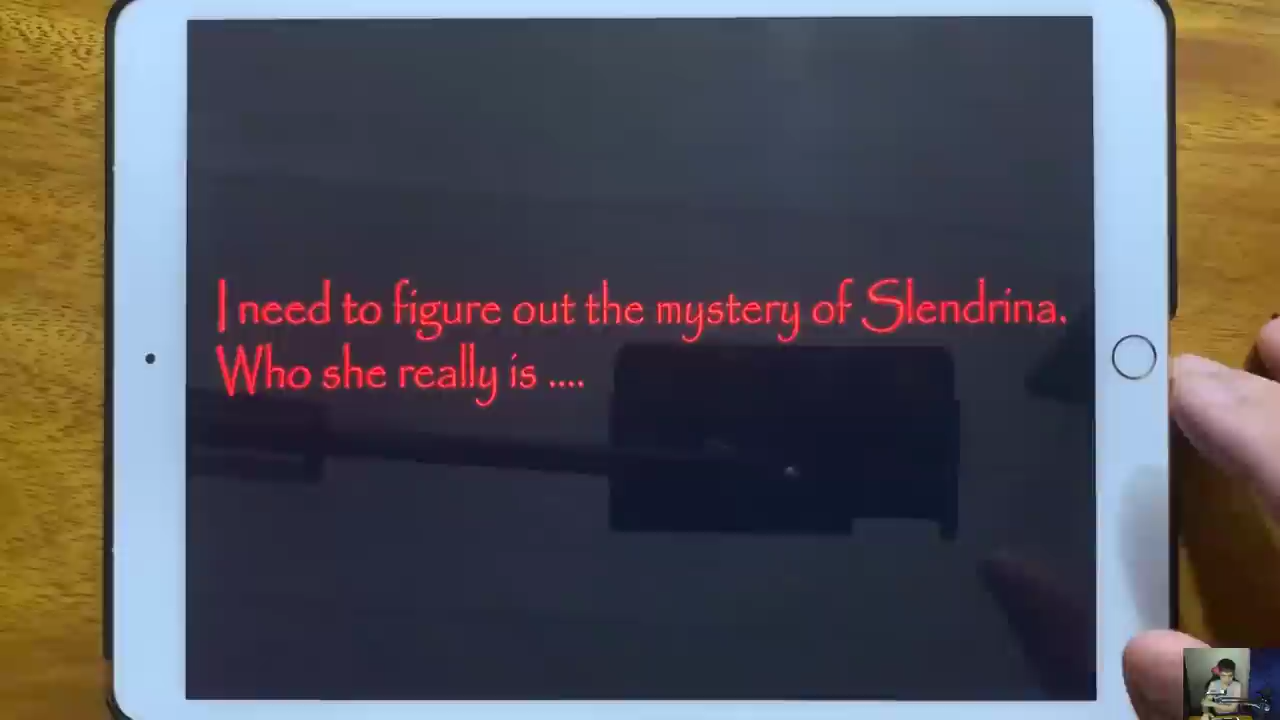 I need to figure out the mystery of Slendrina.
Who she really is ....